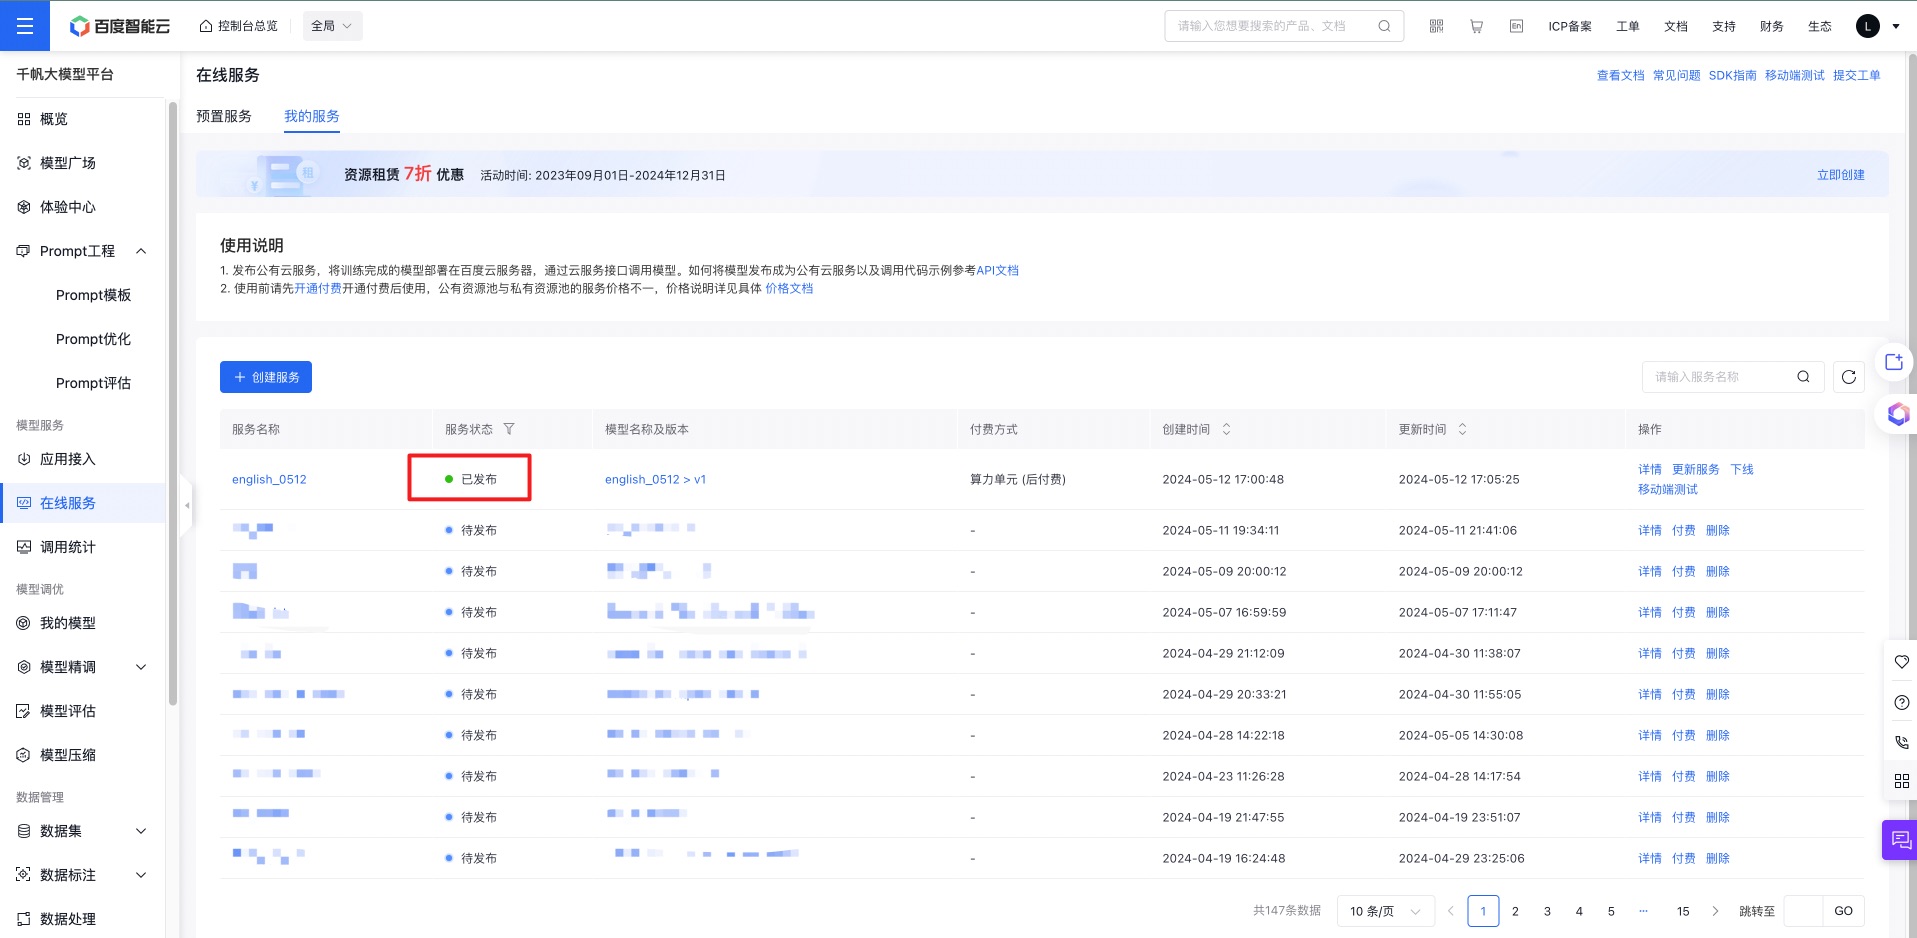 百度智能云
控制台总览
全局
请输入您想要搜索的产品、文档
En
ICP备案
工单
文档
支持
财务
生态
L
千帆大模型平台
概览
模型广场
体验中心
Prompt工程
Prompt模板
Prompt优化
Prompt评估
模型服务
应用接入
在线服务
调用统计
模型调优
我的模型
模型精调
模型评估
模型压缩
数据管理
数据集
数据标注
数据处理
在线服务
查看文档 常见问题 SDK指南 移动端测试 提交工单
预置服务 我的服务
租
¥
资源租赁 7折 优惠 活动时间: 2023年09月01日-2024年12月31日
立即创建
使用说明
1. 发布公有云服务，将训练完成的模型部署在百度云服务器，通过云服务接口调用模型。如何将模型发布成为公有云服务以及调用代码示例参考API文档
2. 使用前请先开通付费开通付费后使用，公有资源池与私有资源池的服务价格不一，价格说明详见具体 价格文档
创建服务
请输入服务名称
服务名称 服务状态 模型名称及版本 付费方式 创建时间 更新时间 操作
english_0512 已发布 english_0512 > v1 算力单元 (后付费) 2024-05-12 17:00:48 2024-05-12 17:05:25 详情 更新服务 下线
移动端测试
待发布 - 2024-05-11 19:34:11 2024-05-11 21:41:06 详情 付费 删除
待发布 - 2024-05-09 20:00:12 2024-05-09 20:00:12 详情 付费 删除
待发布 - 2024-05-07 16:59:59 2024-05-07 17:11:47 详情 付费 删除
待发布 - 2024-04-29 21:12:09 2024-04-30 11:38:07 详情 付费 删除
待发布 - 2024-04-29 20:33:21 2024-04-30 11:55:05 详情 付费 删除
待发布 - 2024-04-28 14:22:18 2024-05-05 14:30:08 详情 付费 删除
待发布 - 2024-04-23 11:26:28 2024-04-28 14:17:54 详情 付费 删除
待发布 - 2024-04-19 21:47:55 2024-04-19 23:51:07 详情 付费 删除
待发布 - 2024-04-19 16:24:48 2024-04-29 23:25:06 详情 付费 删除
共147条数据 10 条/页 1 2 3 4 5 ••• 15 跳转至 GO